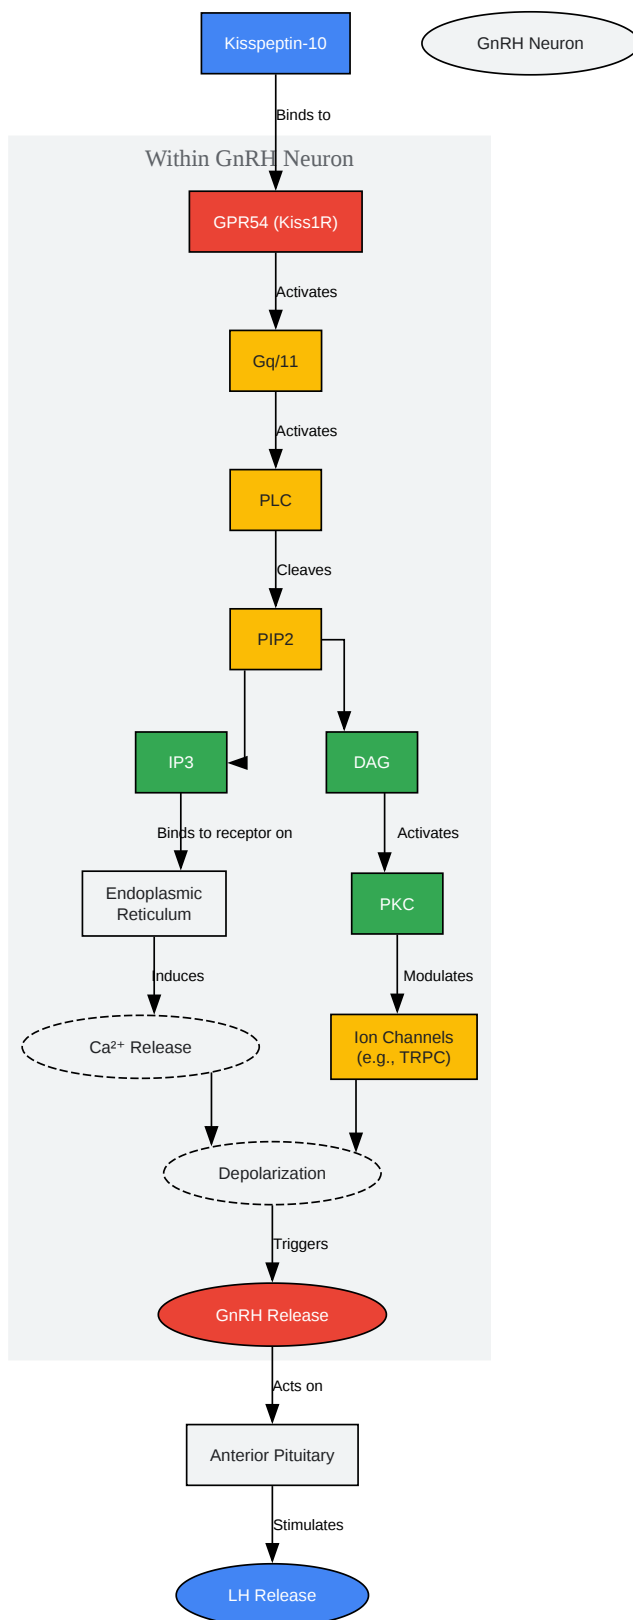 Kisspeptin-10
GnRH Neuron
Binds to
Within GnRH Neuron
GPR54 (Kiss1R)
Activates
Gq/11
Activates
PLC
Cleaves
PIP2
IP3
DAG
Binds to receptor on
Activates
Endoplasmic
Reticulum
PKC
Induces
Modulates
Ca²⁺ Release
Ion Channels
(e.g., TRPC)
Depolarization
Triggers
GnRH Release
Acts on
Anterior Pituitary
Stimulates
LH Release